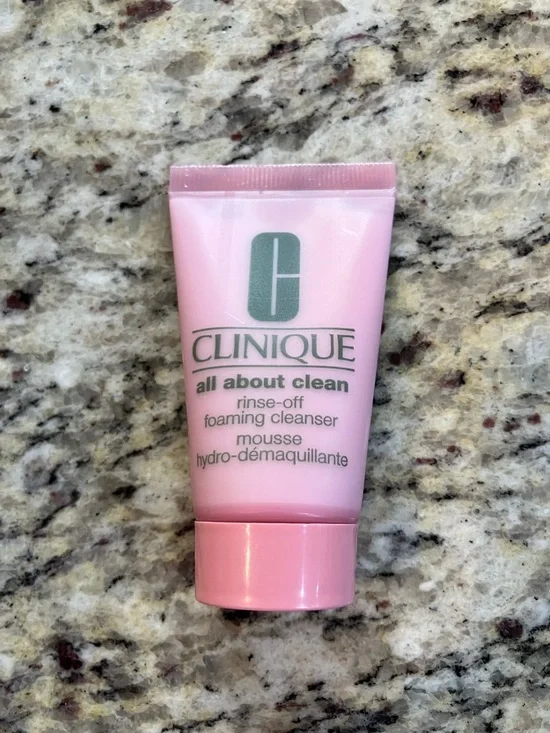 CLINIQUE
all about clean
rinse-off
foaming cleanser
mousse
hydro-démaquillante